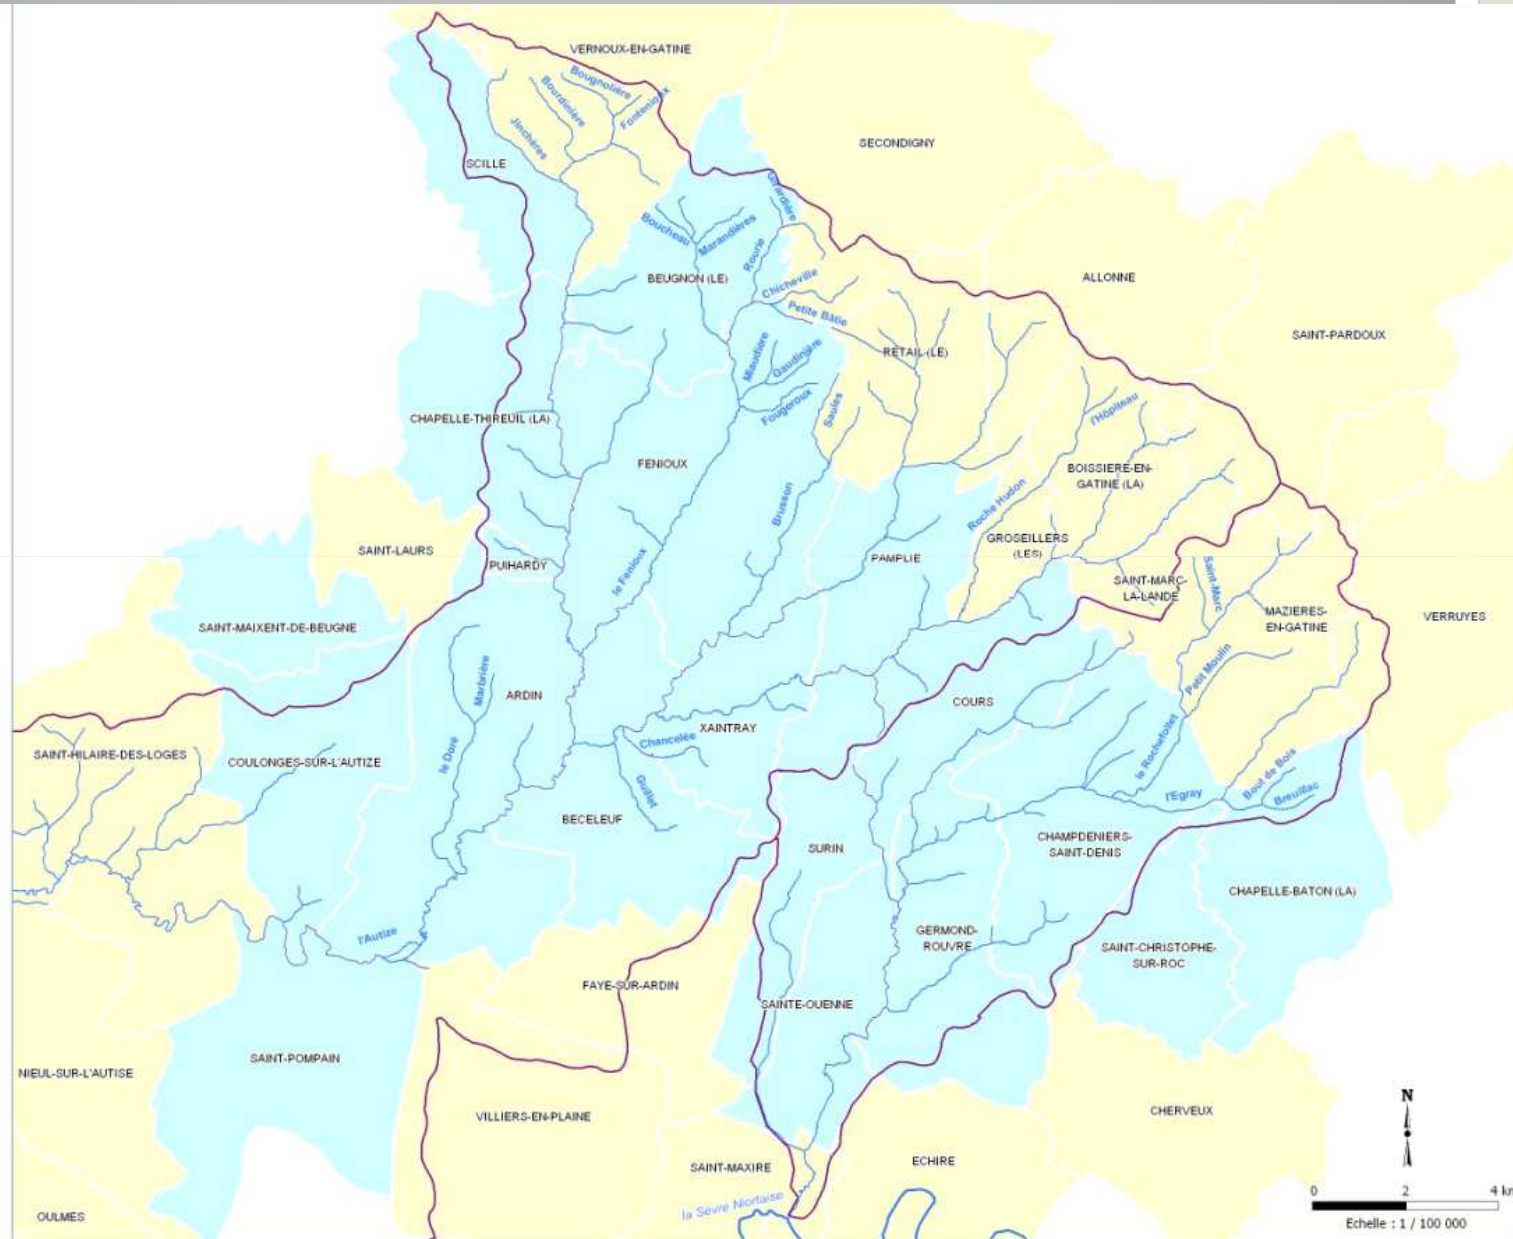 VERNOUX-EN-GATINE
Bougnolière
Bourdinière
Fontenioux
Jinchères
SECONDIGNY
SCILLE
Girardière
Boucheau
Marandières
Rourie
BEUGNON (LE)
Chicheville
ALLONNE
Petite Bâtie
SAINT-PARDOUX
Miaudière
Gaudinière
RETAIL (LE)
Fougeroux
Saules
l'Hôpiteau
CHAPELLE-THIREUIL (LA)
FENIOUX
BOISSIERE-EN-
GATINE (LA)
Brusson
Roche Hudon
SAINT-LAURS
PUIHARDY
le Fenioux
PAMPLIE
GROSEILLERS
(LES)
SAINT-MARC-
LA-LANDE
Saint-Marc
MAZIERES-
EN-GATINE
VERRUYES
SAINT-MAIXENT-DE-BEUGNE
Marbrière
ARDIN
Petit Moulin
COURS
XAINTRAY
Chancelée
SAINT-HILAIRE-DES-LOGES
COULONGES-SUR-L'AUTIZE
le Doré
le Rochefollet
Guillet
l'Egray
Bout de Bois
Breuillac
BECELEUF
SURIN
CHAMPDENIERS-
SAINT-DENIS
CHAPELLE-BATON (LA)
l'Autize
GERMOND-
ROUVRE
SAINT-CHRISTOPHE-
SUR-ROC
FAYE-SUR-ARDIN
SAINTE-OUENNE
SAINT-POMPAIN
NIEUL-SUR-L'AUTISE
VILLIERS-EN-PLAINE
CHERVEUX
N
SAINT-MAXIRE
ECHIRE
la Sèvre Niortaise
OULMES
0 2 4 km
Echelle : 1 / 100 000